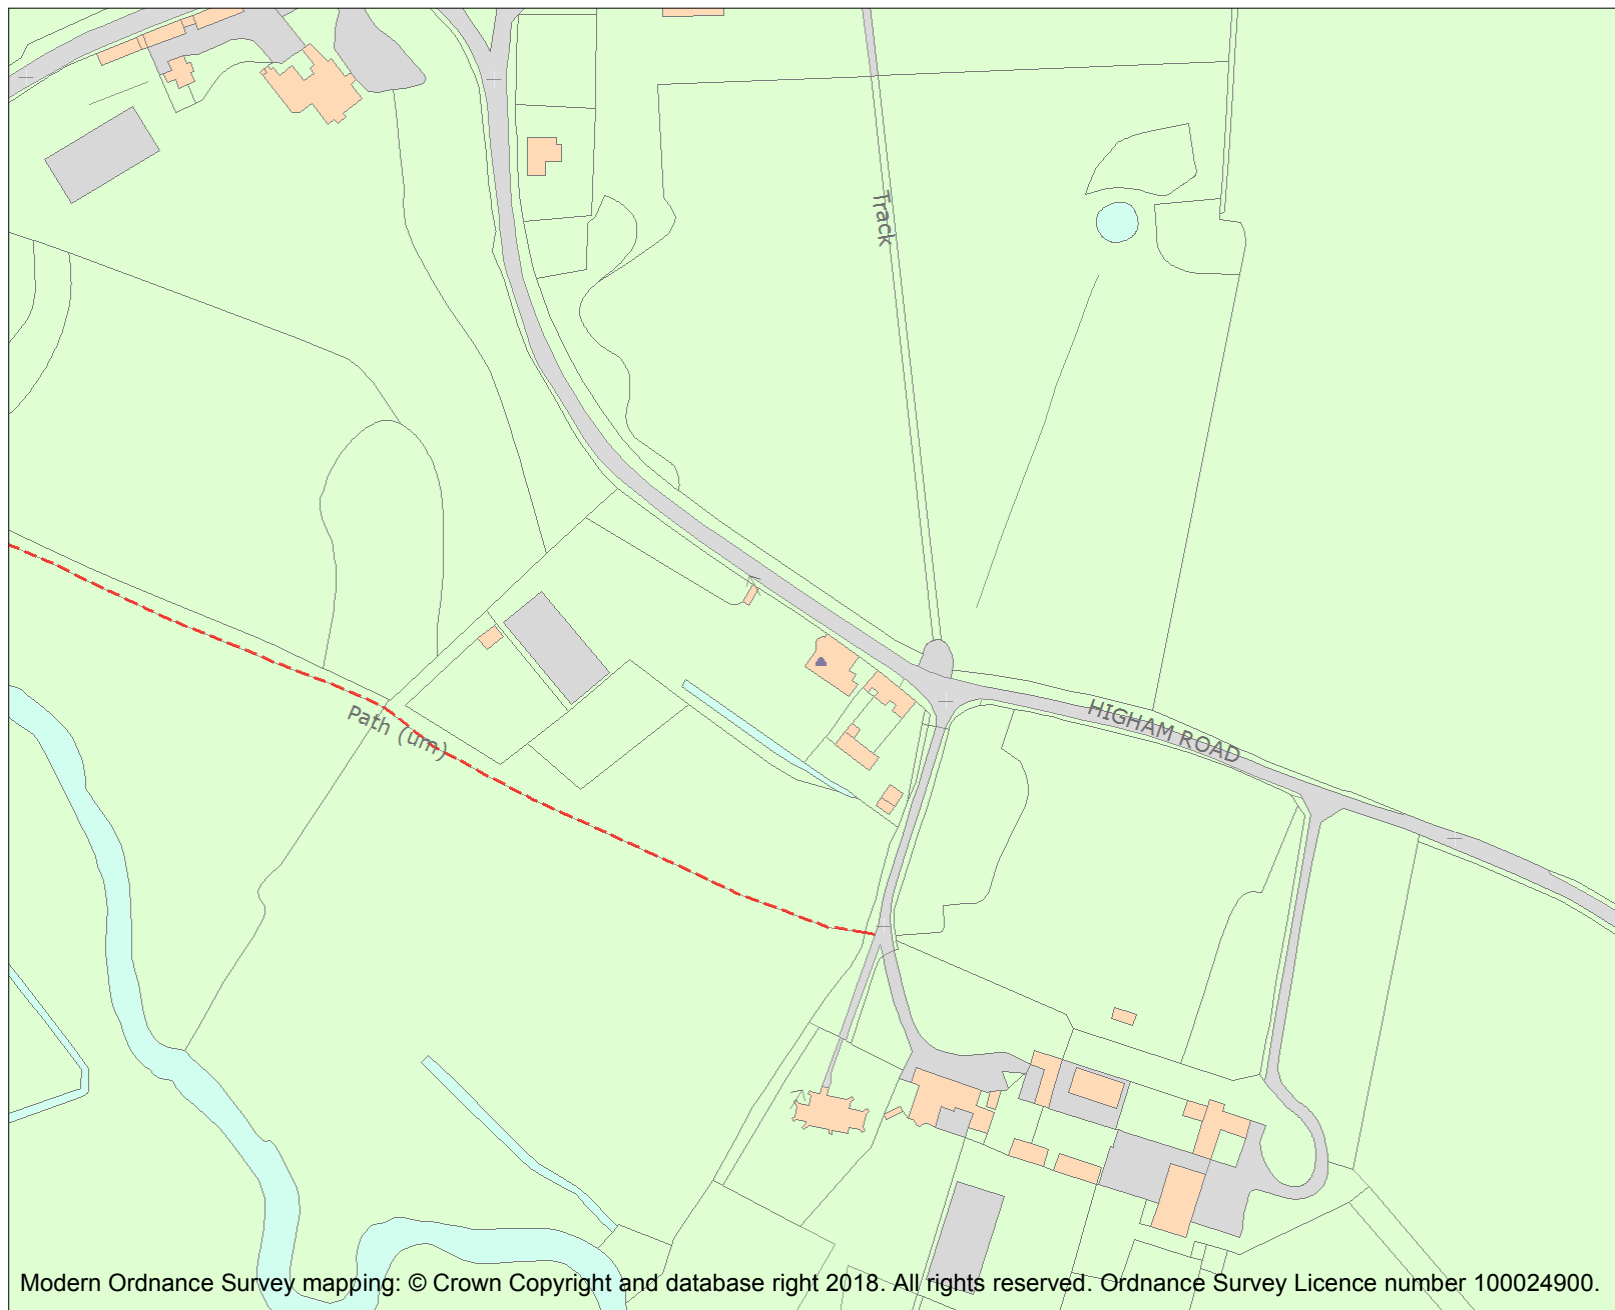 Track
HIGHAM ROAD
Path (um)
Modern Ordnance Survey mapping: © Crown Copyright and database right 2018. All rights reserved. Ordnance Survey Licence number 100024900.